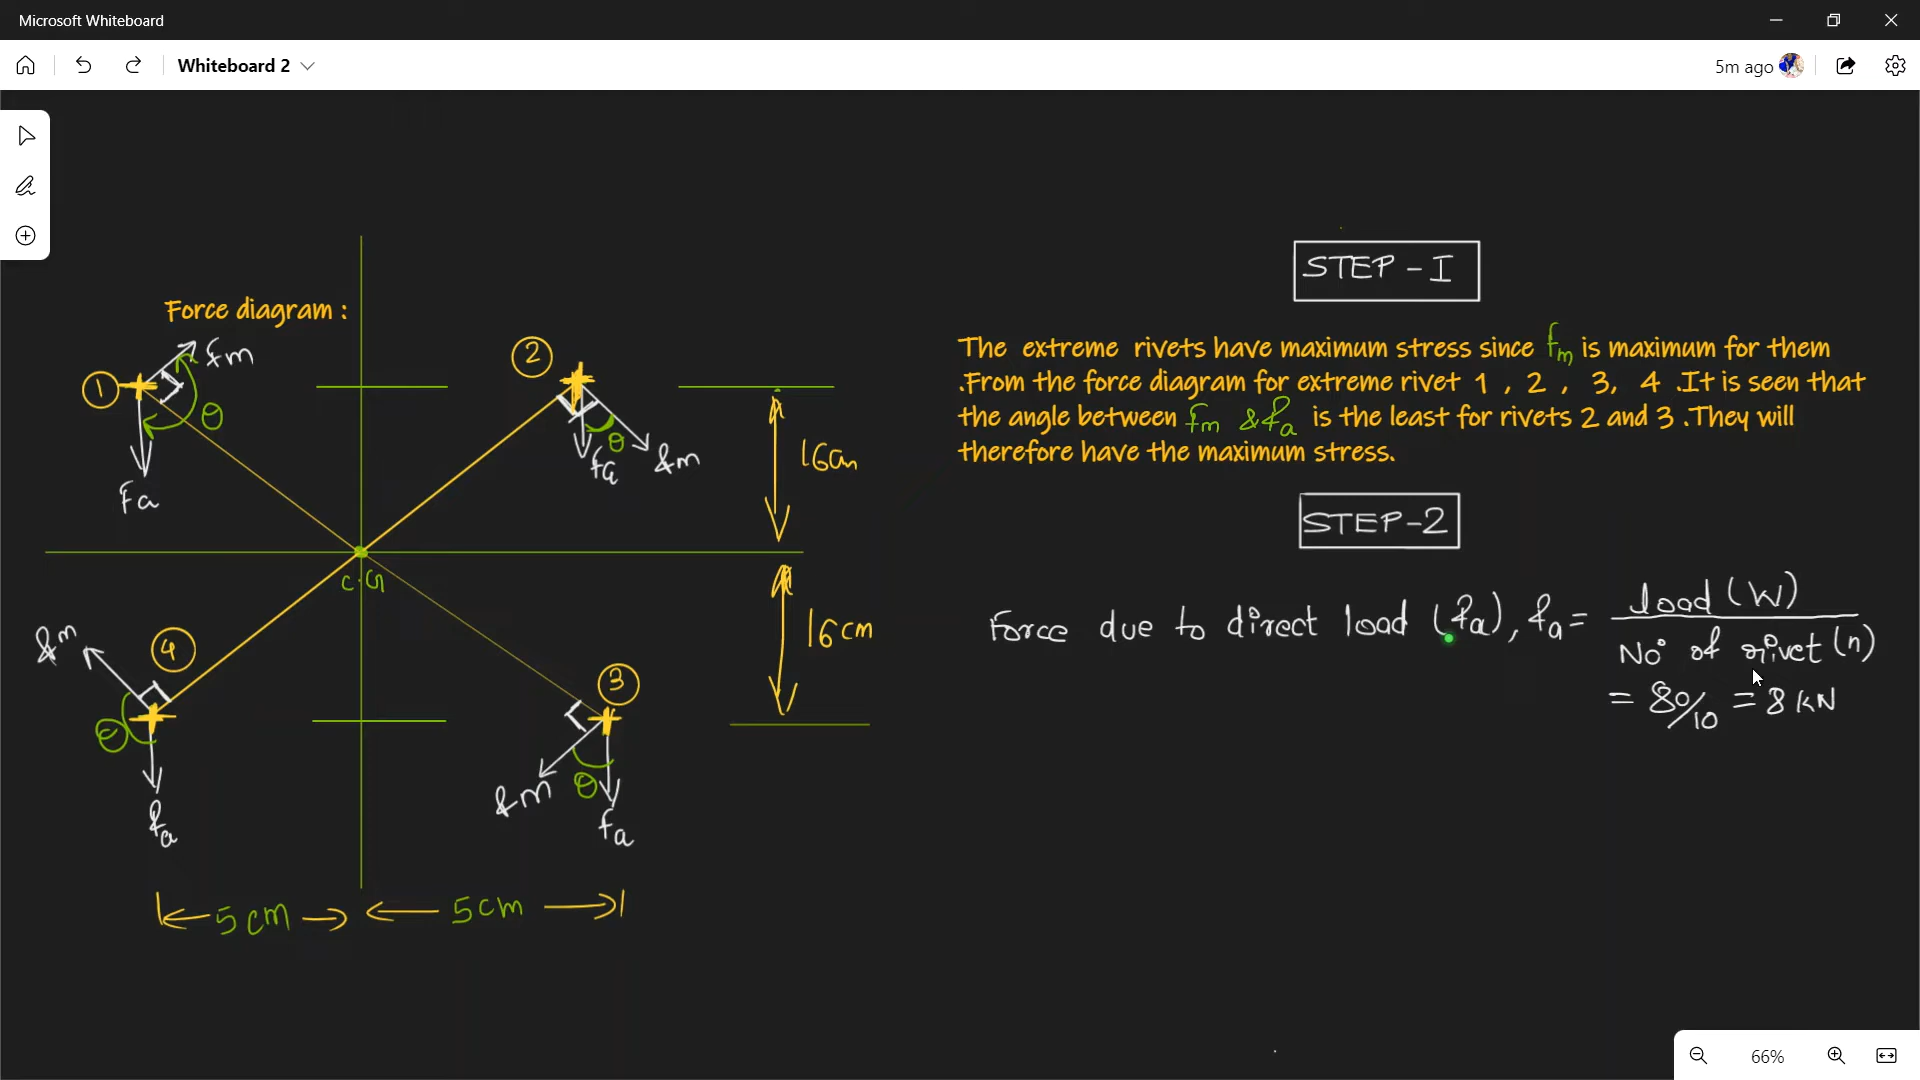 Microsoft Whiteboard
Whiteboard 2
5m ago
Force diagram :
fm
1
θ
Fa
2
θ
fa
fm
16cm
C.G
fm
4
θ
fa
16cm
3
fm
θ
fa
5cm
5cm
STEP - I
The extreme rivets have maximum stress since fm is maximum for them
.From the force diagram for extreme rivet 1 , 2 , 3, 4 .It is seen that
the angle between fm & fa is the least for rivets 2 and 3 .They will
therefore have the maximum stress.
STEP-2
Force due to direct load (fa), fa = load (W)
No of rivet (n)
= 80/10 = 8 kN
66%